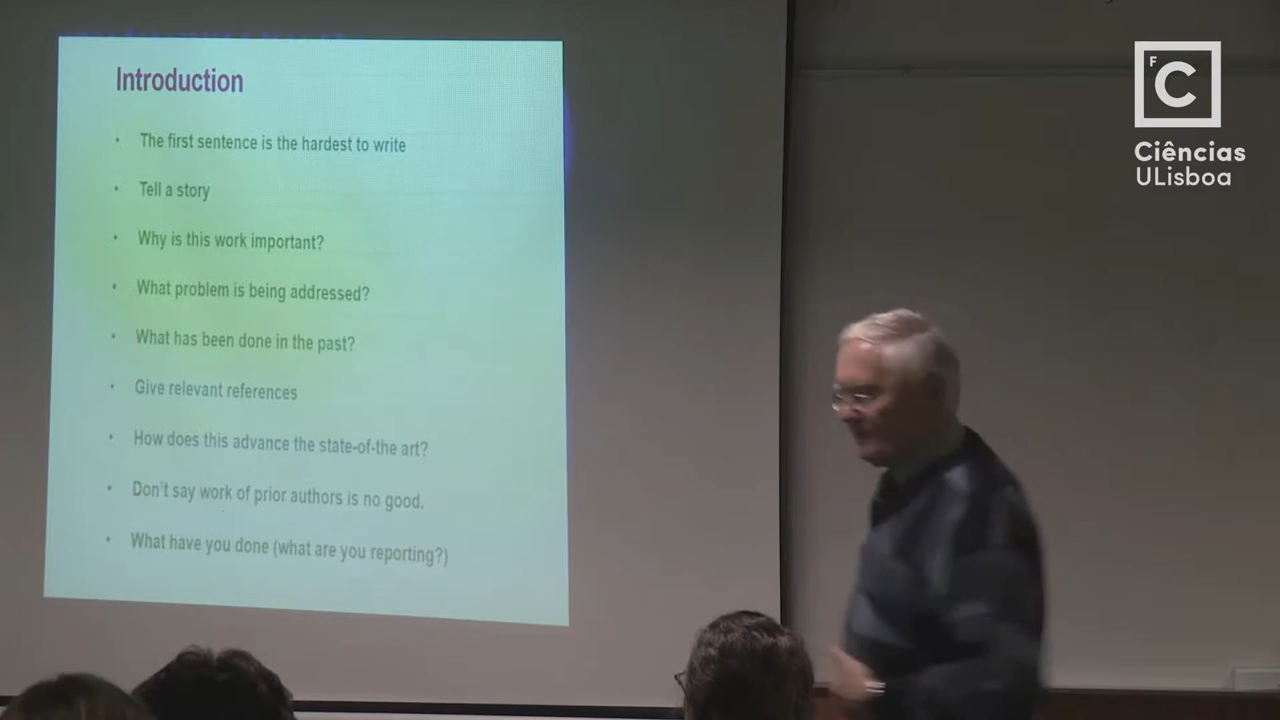 Introduction
• The first sentence is the hardest to write
• Tell a story
• Why is this work important?
• What problem is being addressed?
• What has been done in the past?
• Give relevant references
• How does this advance the state-of-the art?
• Don't say work of prior authors is no good.
• What have you done (what are you reporting?)
F
C
Ciências
ULisboa